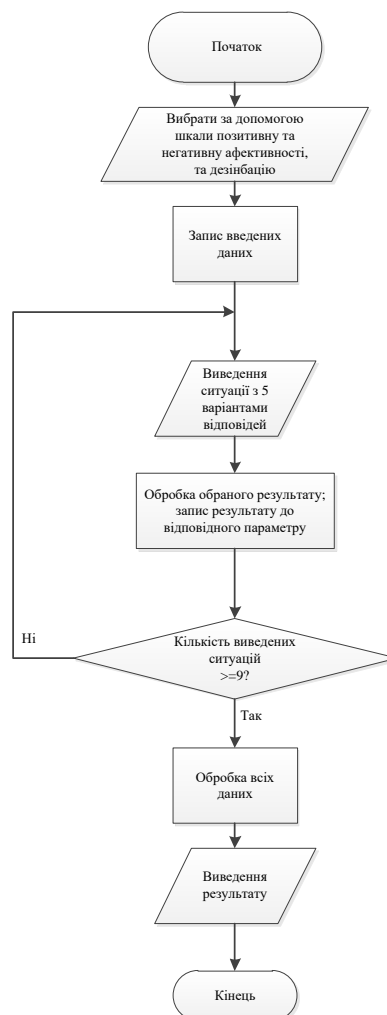 Початок
Вибрати за допомогою
шкали позитивну та
негативну афективності,
та дезінбацію
Запис введених
даних
Виведення
ситуації з 5
варіантами
відповідей
Обробка обраного результату;
запис результату до
відповідного параметру
Кількість виведених
ситуацій
>=9?
Ні
Так
Обробка всіх
даних
Виведення
результату
Кінець